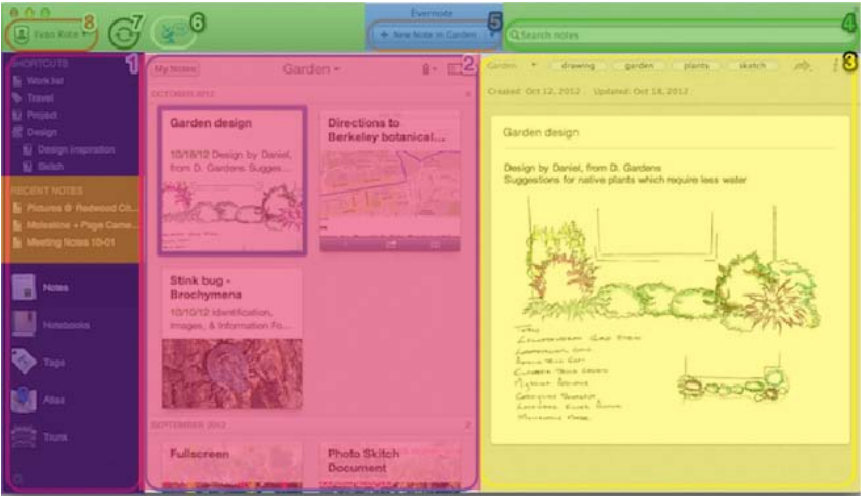 Evernote
8
Ivan Kote
7
6
+ New Note in Garden
5
Search notes
4
1
SHORTCUTS
Work list
Travel
Project
Design
Design Inspiration
Skitch
RECENT NOTES
Pictures @ Redwood Cit...
Moleskine + Page Came...
Meeting Notes 10-01
Notes
Notebooks
Tags
Atlas
Trunk
My Notes
Garden
2
OCTOBER 2012
Garden design
10/18/12 Design by Daniel,
from D. Gardens Sugges...
Directions to
Berkeley botanical...
Stink bug -
Brochymena
10/10/12 Identification,
Images, & Information Fo...
SEPTEMBER 2012
2
Fullscreen
Photo Skitch
Document
3
Garden
drawing
garden
plants
sketch
Created: Oct 12, 2012
Updated: Oct 18, 2012
Garden design
Design by Daniel, from D. Gardens
Suggestions for native plants which require less water